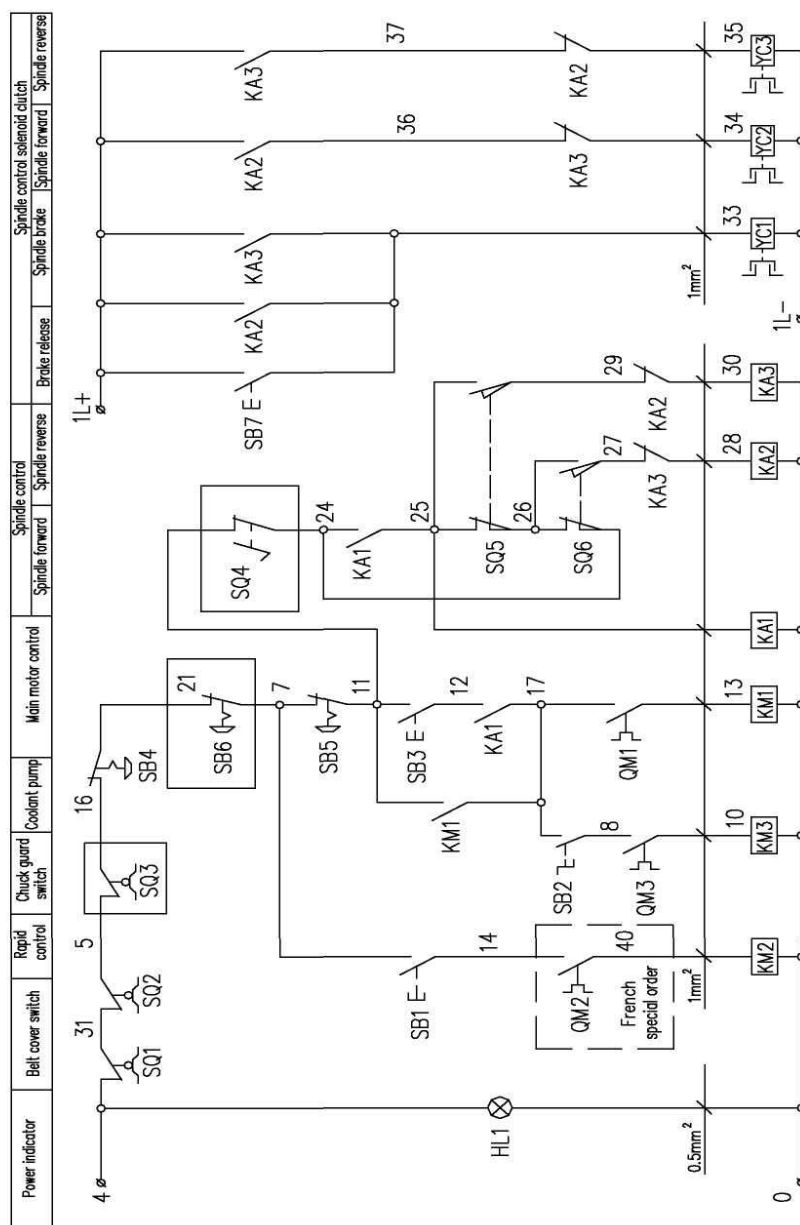 Power indicator
Belt cover switch
Rapid control
Chuck guard switch
Coolant pump
Main motor control
Spindle control
Spindle forward
Spindle reverse
Spindle control solenoid clutch
Brake release
Spindle brake
Spindle forward
Spindle reverse
4
SQ1
31
SQ2
5
SQ3
16
SB4
21
SB6
7
SB5
11
SB3
12
KA1
17
QM1
13
KM1
KM1
SB2
8
QM3
10
KM3
SB1
14
QM2
40
French
special order
1mm²
KM2
HL1
0.5mm²
0
SQ4
24
KA1
25
SQ5
26
SQ6
KA1
27
KA3
28
KA2
29
KA2
30
KA3
1L+
SB7
KA2
KA3
1mm²
33
YC1
1L-
KA2
36
KA3
34
YC2
KA3
37
KA2
35
YC3